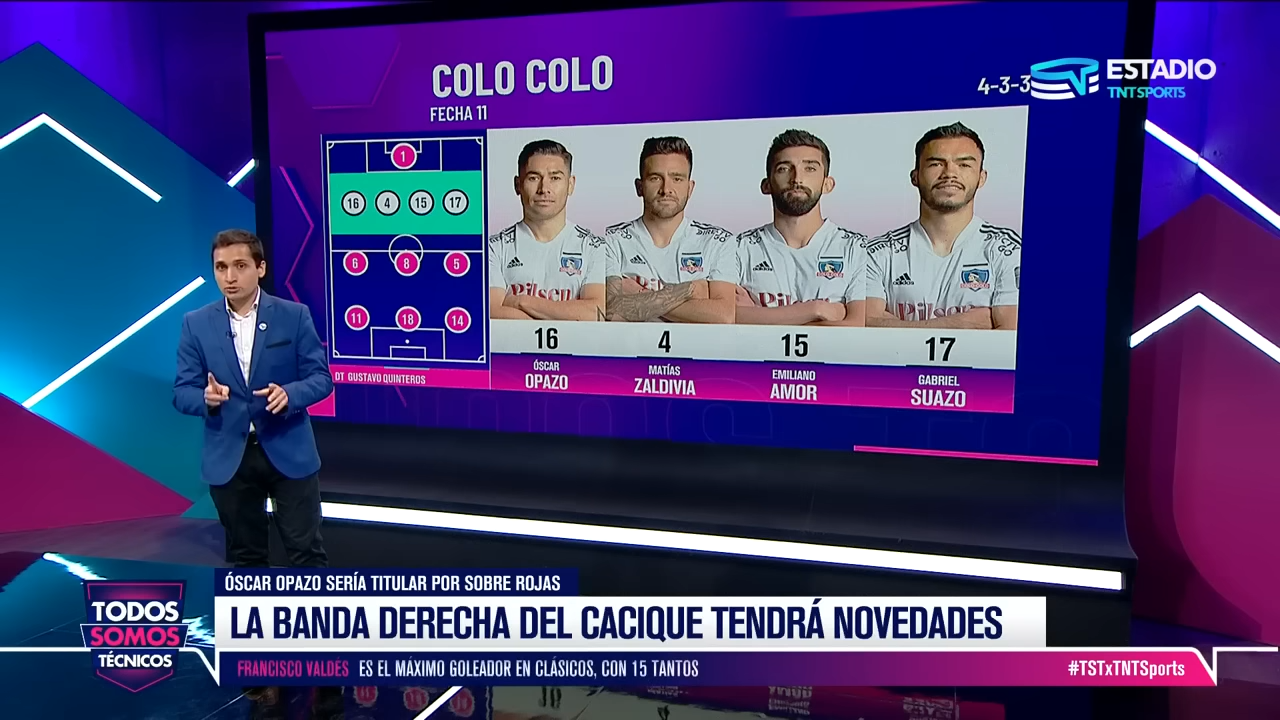 COLO COLO
FECHA 11
4-3-3
ESTADIO
TNT SPORTS
1
16 4 15 17
6 8 5
11 18 14
DT GUSTAVO QUINTEROS
adidas
Pilsen
16 4 15 17
ÓSCAR OPAZO
MATÍAS ZALDIVIA
EMILIANO AMOR
GABRIEL SUAZO
ÓSCAR OPAZO SERÍA TITULAR POR SOBRE ROJAS
LA BANDA DERECHA DEL CACIQUE TENDRÁ NOVEDADES
TODOS
SOMOS
TÉCNICOS
FRANCISCO VALDÉS ES EL MÁXIMO GOLEADOR EN CLÁSICOS, CON 15 TANTOS
#TSTxTNTSports